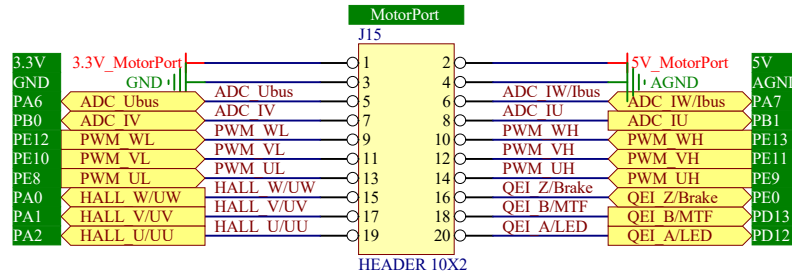 MotorPort
J15
3.3V 3.3V_MotorPort 1 2 5V_MotorPort 5V
GND GND 3 4 AGND AGND
PA6 ADC_Ubus ADC_Ubus 5 6 ADC_IW/Ibus ADC_IW/Ibus PA7
PB0 ADC_IV ADC_IV 7 8 ADC_IU ADC_IU PB1
PE12 PWM_WL PWM_WL 9 10 PWM_WH PWM_WH PE13
PE10 PWM_VL PWM_VL 11 12 PWM_VH PWM_VH PE11
PE8 PWM_UL PWM_UL 13 14 PWM_UH PWM_UH PE9
PA0 HALL_W/UW HALL_W/UW 15 16 QEI_Z/Brake QEI_Z/Brake PE0
PA1 HALL_V/UV HALL_V/UV 17 18 QEI_B/MTF QEI_B/MTF PD13
PA2 HALL_U/UU HALL_U/UU 19 20 QEI_A/LED QEI_A/LED PD12
HEADER 10X2